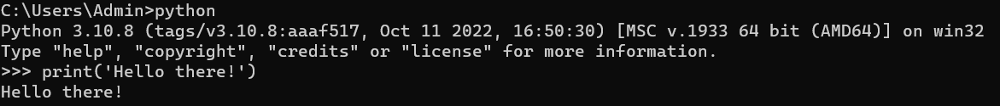 C:\Users\Admin>python
Python 3.10.8 (tags/v3.10.8:aaaf517, Oct 11 2022, 16:50:30) [MSC v.1933 64 bit (AMD64)] on win32
Type "help", "copyright", "credits" or "license" for more information.
>>> print('Hello there!')
Hello there!